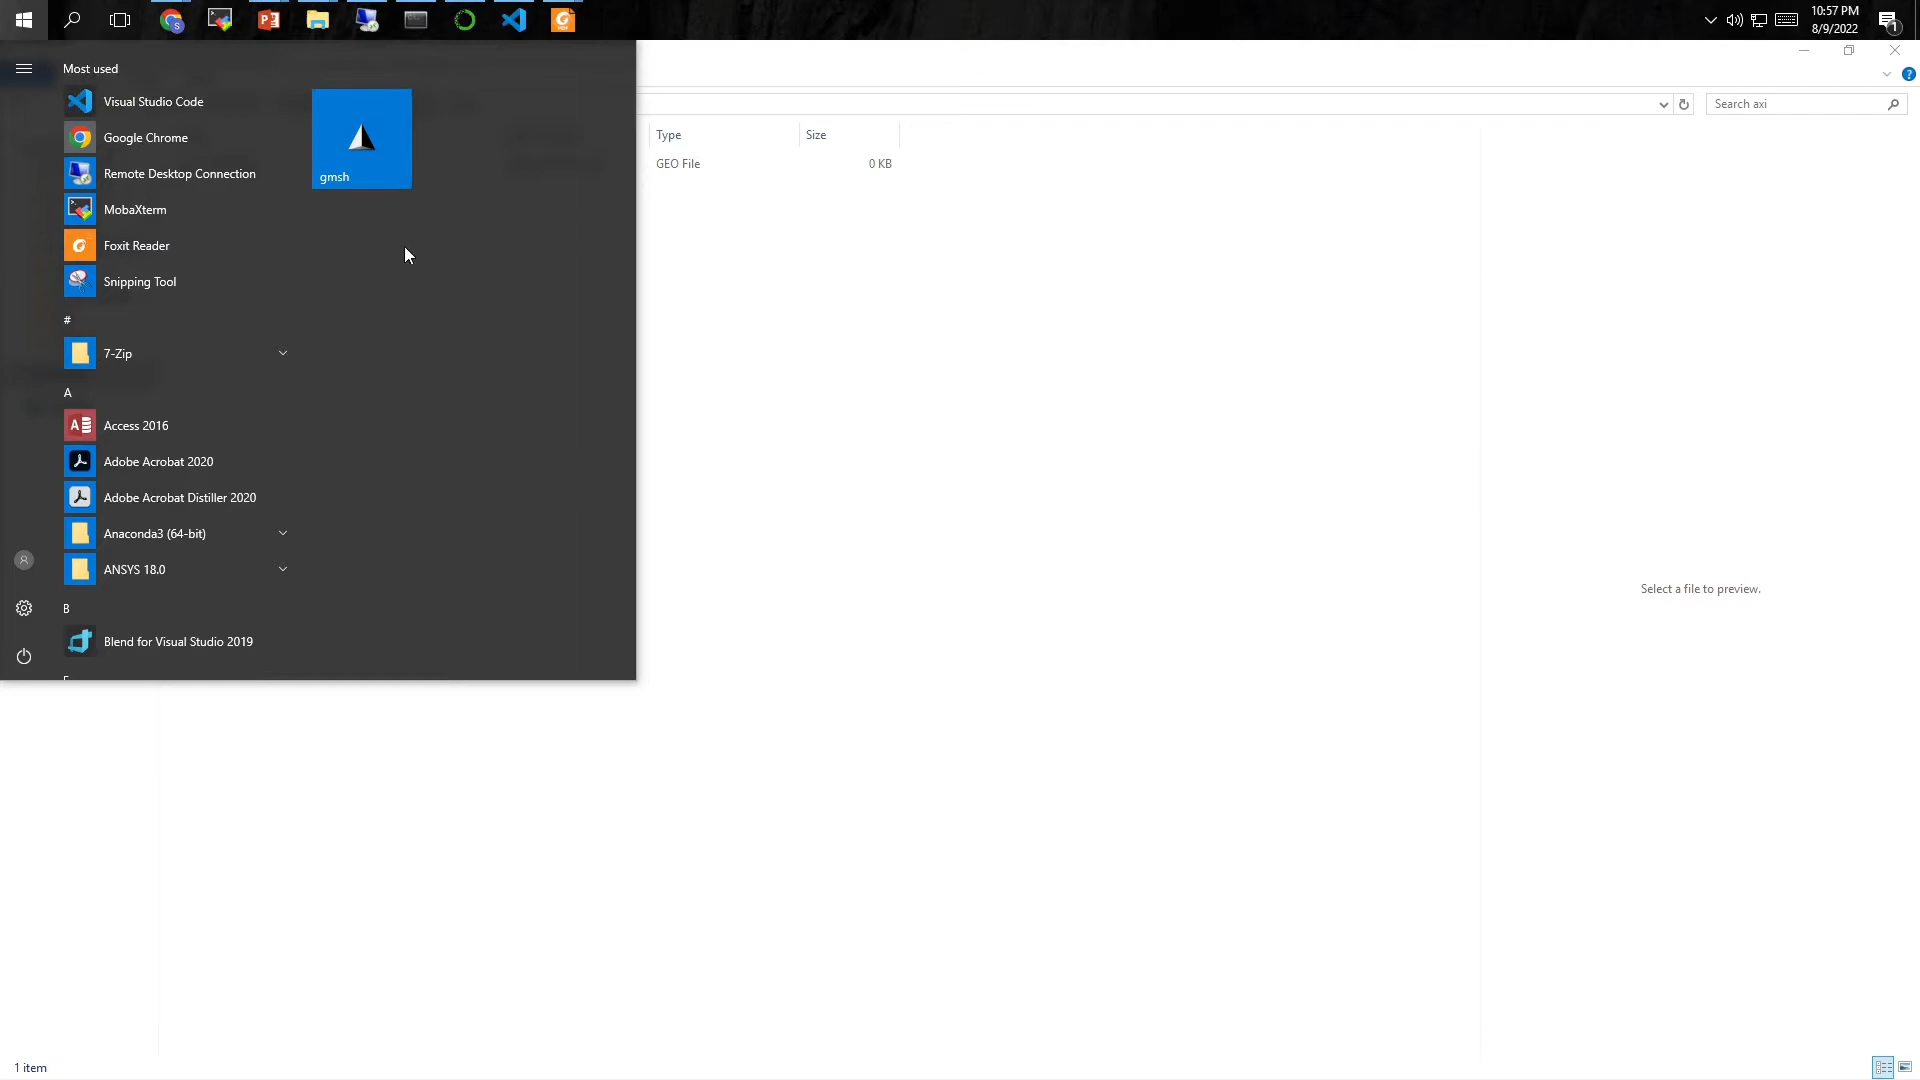 10:57 PM
8/9/2022
1
Most used
Visual Studio Code
gmsh
Google Chrome
Remote Desktop Connection
MobaXterm
Foxit Reader
Snipping Tool
#
7-Zip
A
Access 2016
Adobe Acrobat 2020
Adobe Acrobat Distiller 2020
Anaconda3 (64-bit)
ANSYS 18.0
B
Blend for Visual Studio 2019
Search axi
Type
Size
GEO File
0 KB
Select a file to preview.
1 item